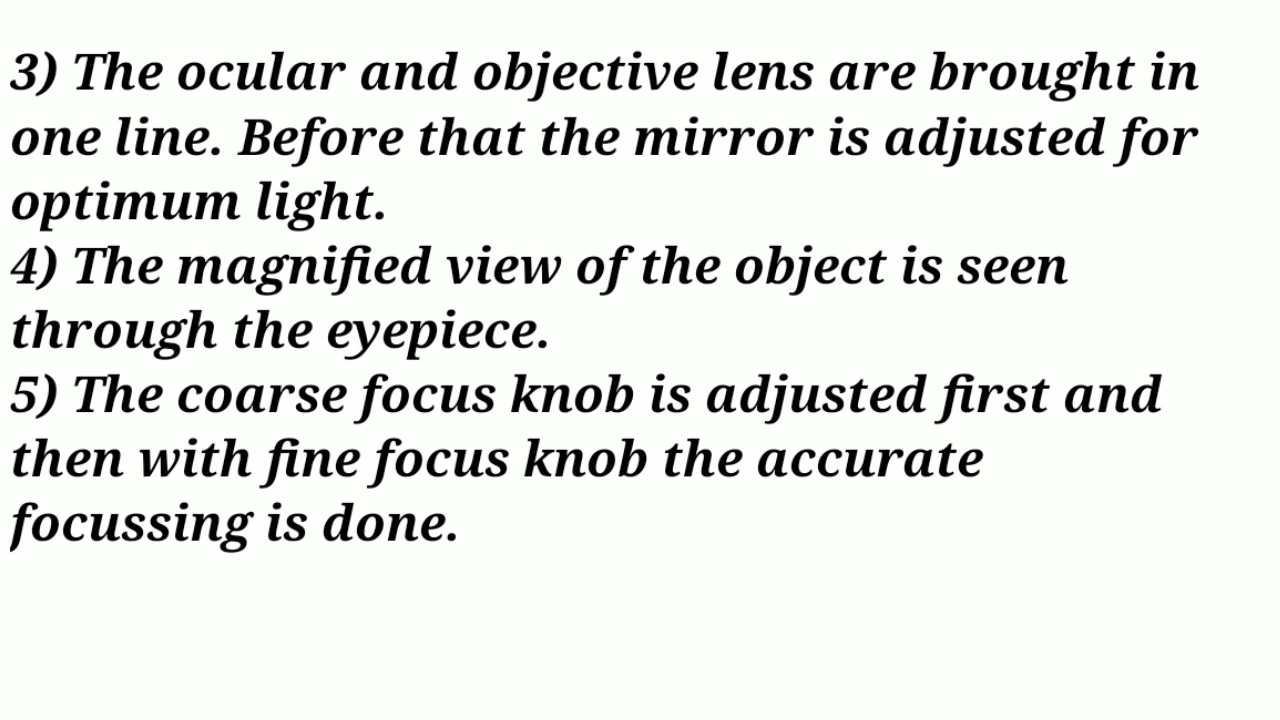 3) The ocular and objective lens are brought in
one line. Before that the mirror is adjusted for
optimum light.
4) The magnified view of the object is seen
through the eyepiece.
5) The coarse focus knob is adjusted first and
then with fine focus knob the accurate
focussing is done.